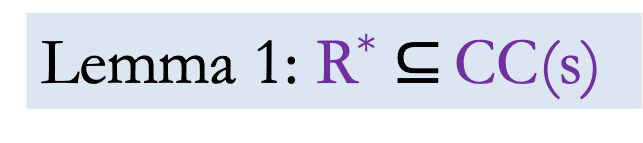 Lemma 1: R* ⊆ CC(s)